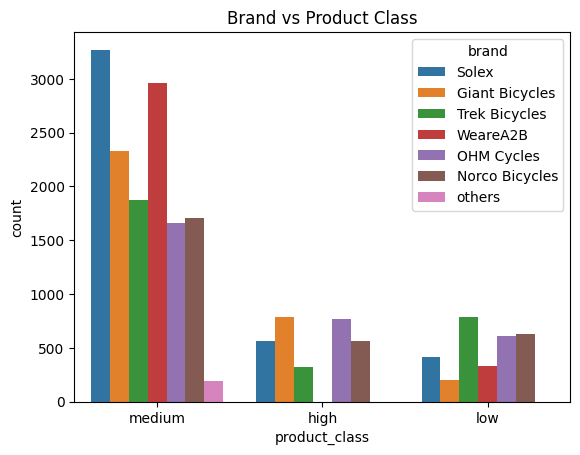 Brand vs Product Class
brand
Solex
Giant Bicycles
Trek Bicycles
WeareA2B
OHM Cycles
Norco Bicycles
others
count
3000
2500
2000
1500
1000
500
0
medium high low
product_class